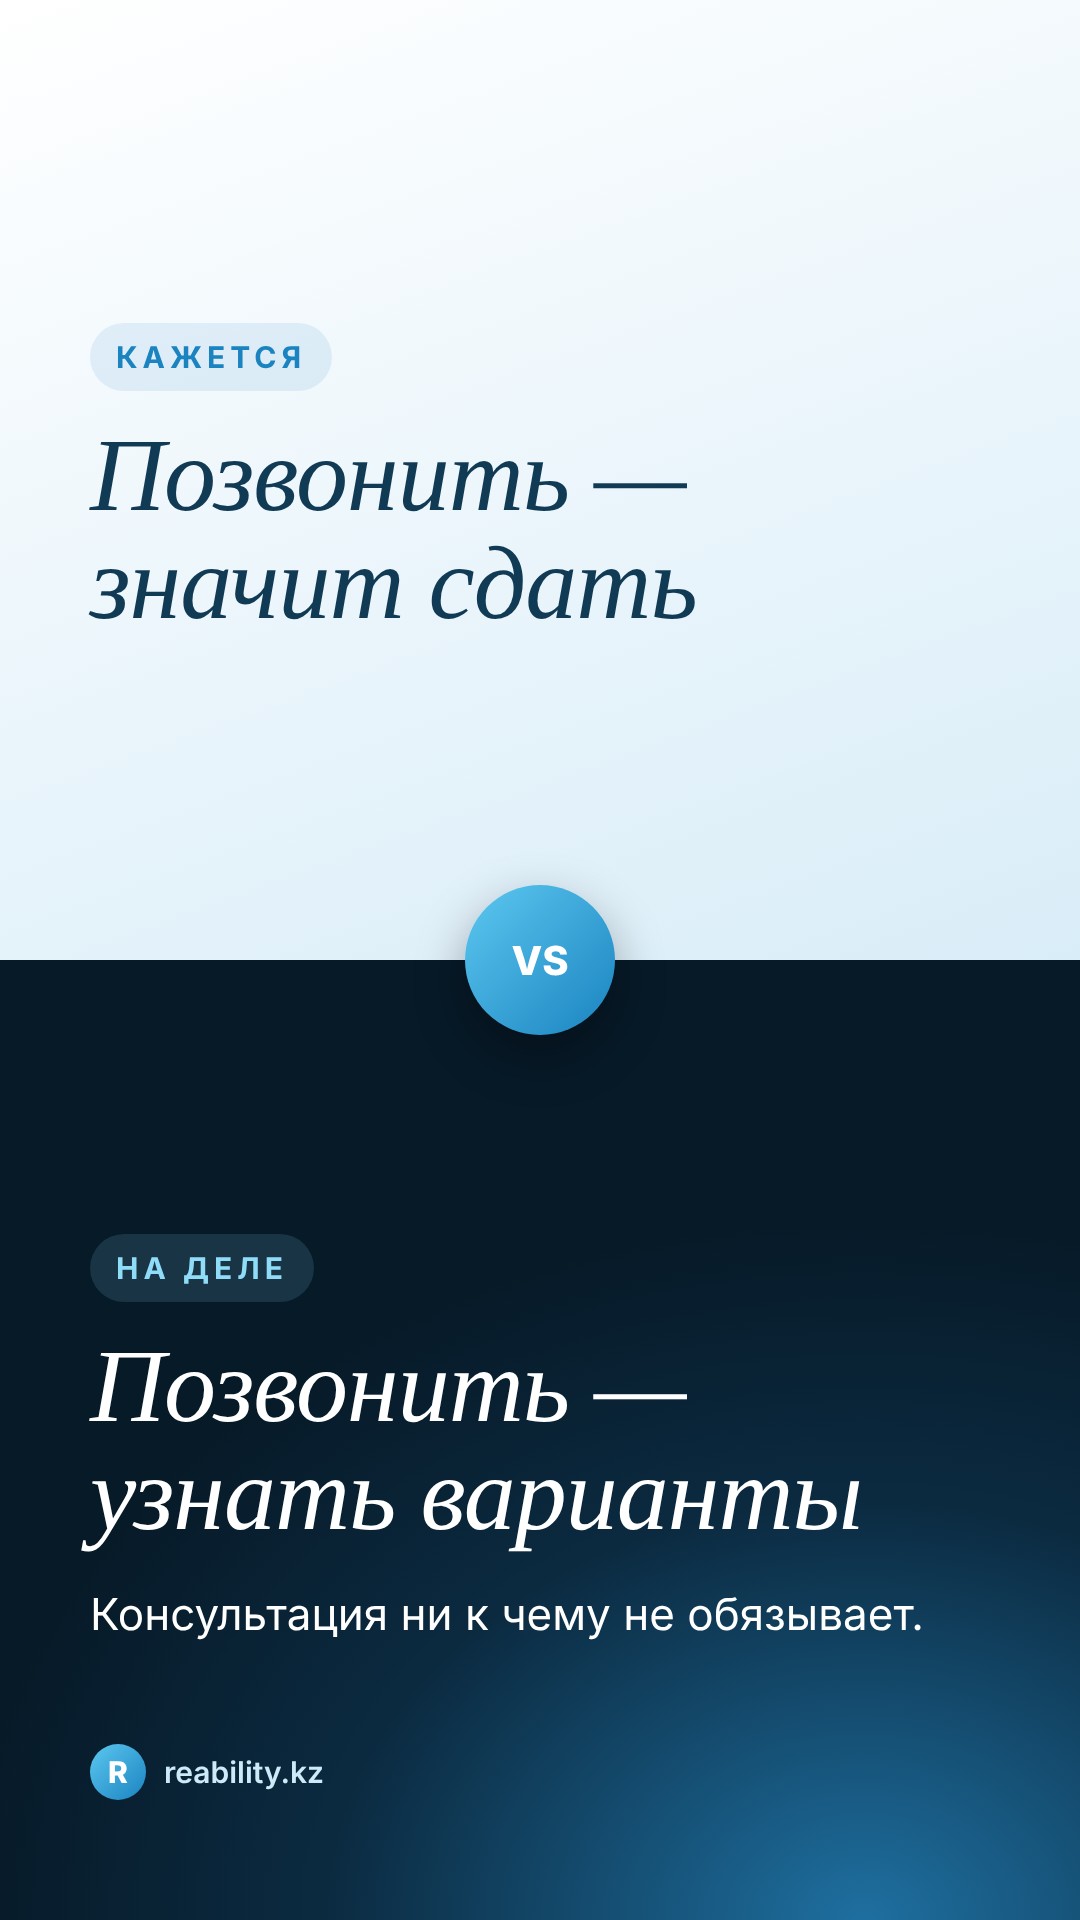 КАЖЕТСЯ
Позвонить —
значит сдать
VS
НА ДЕЛЕ
Позвонить —
узнать варианты
Консультация ни к чему не обязывает.
R reability.kz